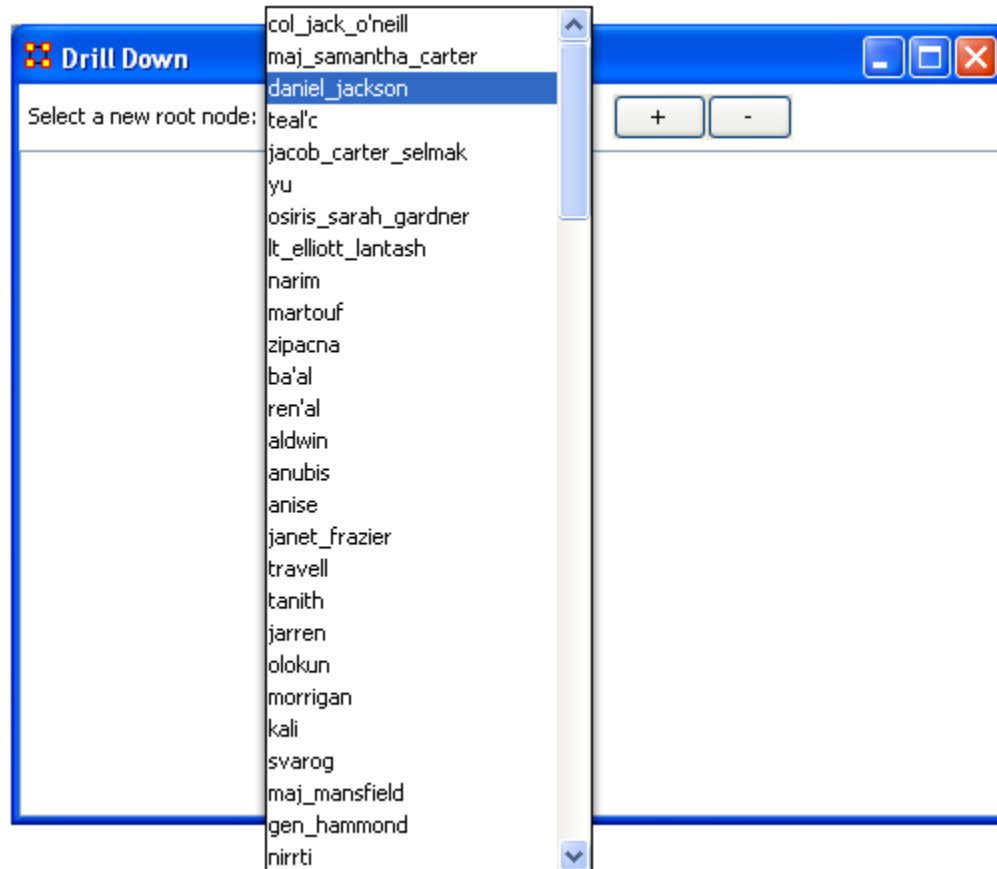 Drill Down
Select a new root node:
+ -
col_jack_o'neill
maj_samantha_carter
daniel_jackson
teal'c
jacob_carter_selmak
yu
osiris_sarah_gardner
lt_elliott_lantash
narim
martouf
zipacna
ba'al
ren'al
aldwin
anubis
anise
janet_frazier
travell
tanith
jarren
olokun
morrigan
kali
svarog
maj_mansfield
gen_hammond
nirrti